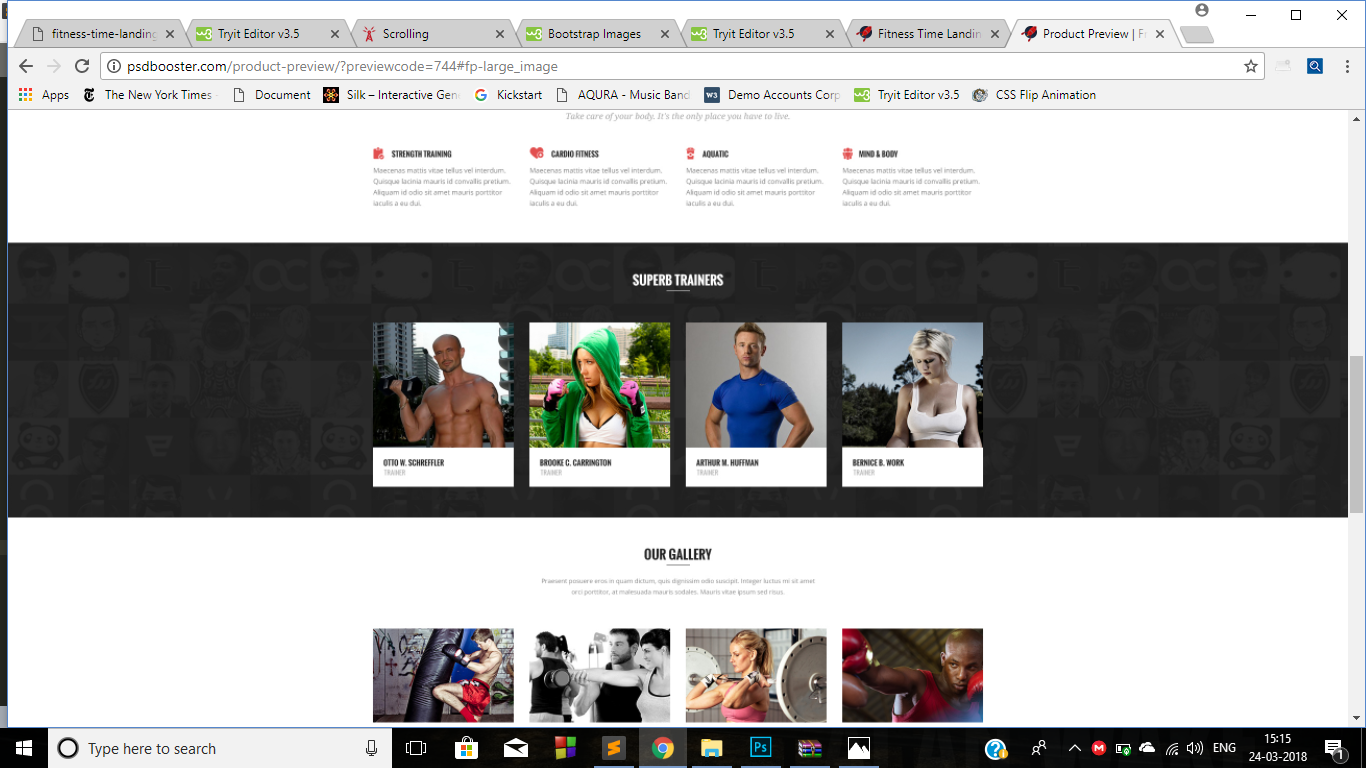 fitness-time-landing
Tryit Editor v3.5
Scrolling
Bootstrap Images
Tryit Editor v3.5
Fitness Time Landin
Product Preview | Fr
psdbooster.com/product-preview/?previewcode=744#fp-large_image
Apps
The New York Times -
Document
Silk – Interactive Gen
Kickstart
AQURA - Music Band
W3
Demo Accounts Corp
Tryit Editor v3.5
CSS Flip Animation
Take care of your body. It's the only place you have to live.
STRENGTH TRAINING
Maecenas mattis vitae tellus vel interdum.
Quisque lacinia mauris id convallis pretium.
Aliquam id odio sit amet mauris porttitor
iaculis a eu dui.
CARDIO FITNESS
Maecenas mattis vitae tellus vel interdum.
Quisque lacinia mauris id convallis pretium.
Aliquam id odio sit amet mauris porttitor
iaculis a eu dui.
AQUATIC
Maecenas mattis vitae tellus vel interdum.
Quisque lacinia mauris id convallis pretium.
Aliquam id odio sit amet mauris porttitor
iaculis a eu dui.
MIND & BODY
Maecenas mattis vitae tellus vel interdum.
Quisque lacinia mauris id convallis pretium.
Aliquam id odio sit amet mauris porttitor
iaculis a eu dui.
SUPERB TRAINERS
OTTO W. SCHREFFLER
TRAINER
BROOKE C. CARRINGTON
TRAINER
ARTHUR M. HUFFMAN
TRAINER
BERNICE B. WORK
TRAINER
OUR GALLERY
Praesent posuere eros in quam dictum, quis dignissim odio suscipit. Integer luctus mi sit amet
orci porttitor, at malesuada mauris sodales. Mauris vitae ipsum sed risus.
Type here to search
Ps
ENG
15:15
24-03-2018
1